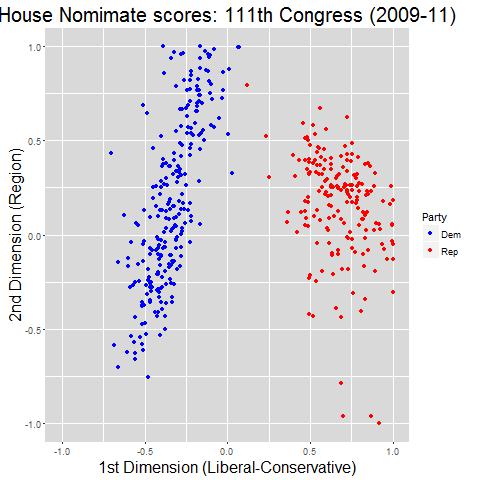 House Nomimate scores: 111th Congress (2009-11)
1.0
0.5
0.0
-0.5
-1.0
2nd Dimension (Region)
-1.0 -0.5 0.0 0.5 1.0
1st Dimension (Liberal-Conservative)
Party
Dem
Rep